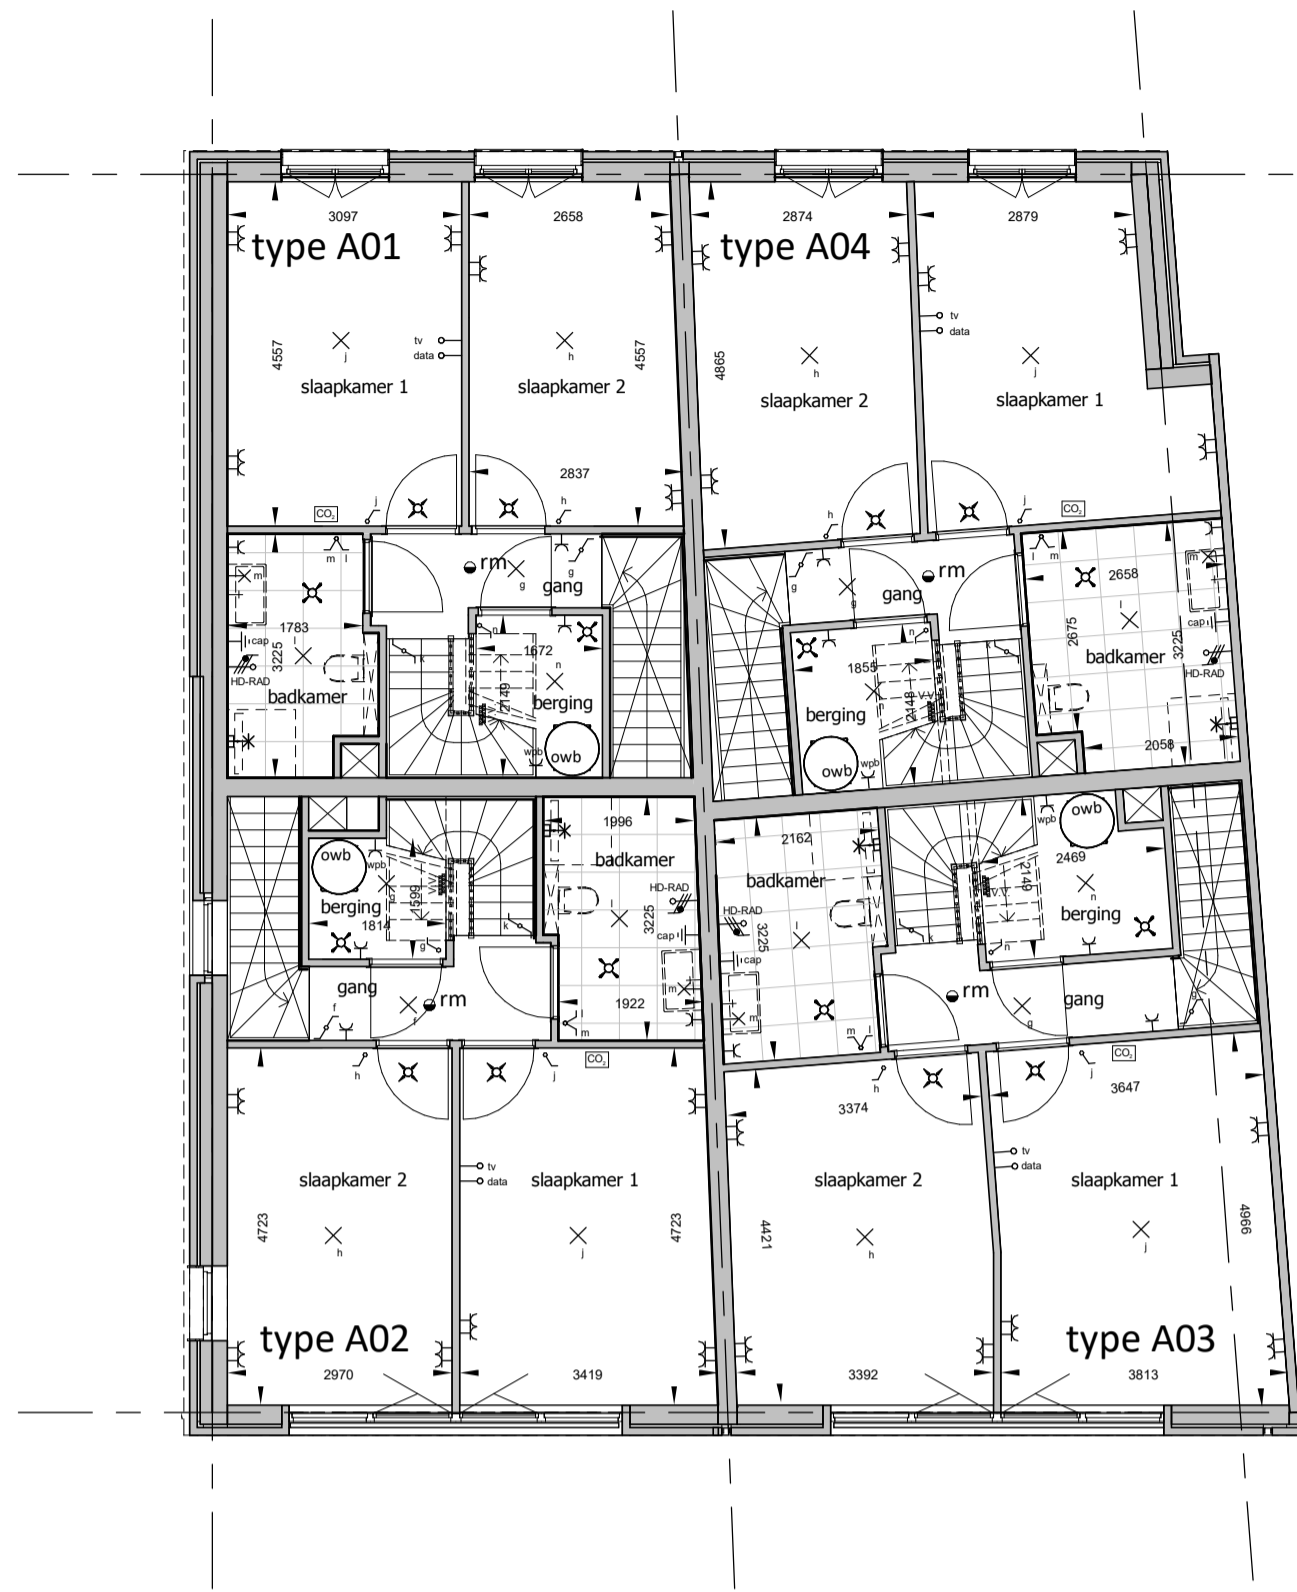 3097
2658
2874
2879
type A01
type A04
tv
data
tv
data
4557
j
h
4557
4865
h
j
slaapkamer 1
slaapkamer 2
slaapkamer 2
slaapkamer 1
2837
CO₂
j
h
h
j
CO₂
m
l
rm
g
g
gang
g
g
gang
rm
l
m
m
m
2658
1783
3225
cap
HD-RAD
badkamer
k
n
1672
n
2149
berging
wpb
owb
1855
n
2148
V.V
berging
owb
wpb
k
2675
l
badkamer
3225
cap
HD-RAD
2058
owb
wpb
berging
1814
1599
V.V
g
k
1996
badkamer
HD-RAD
3225
cap
m
1922
m
2162
badkamer
HD-RAD
3225
cap
l
m
m
l
k
n
2149
2469
wpb
owb
n
berging
gang
f
f
rm
rm
g
gang
g
h
j
CO₂
h
3374
j
CO₂
3647
tv
data
tv
data
slaapkamer 2
slaapkamer 1
slaapkamer 2
slaapkamer 1
4723
h
j
4723
4421
h
j
4966
type A02
type A03
2970
3419
3392
3813